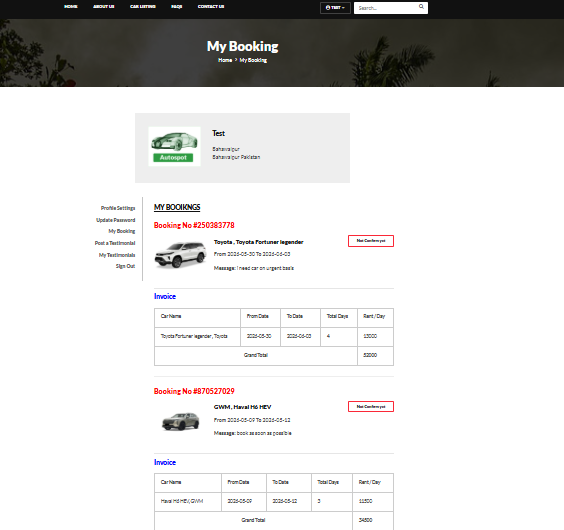 HOME ABOUT US CAR LISTING FAQS CONTACT US TEST Search...
My Booking
Home > My Booking
Test
Bahawalpur
Bahawalpur Pakistan
Autospot
Profile Settings
Update Password
My Booking
Post a Testimonial
My Testimonials
Sign Out
MY BOOIKNGS
Booking No #250383778
Toyota , Toyota Fortuner legender
Not Confirm yet
From 2026-05-30 To 2026-06-03
Message: I need car on urgent basis
Invoice
Car Name From Date To Date Total Days Rent / Day
Toyota Fortuner legender , Toyota 2026-05-30 2026-06-03 4 13000
Grand Total 52000
Booking No #870527029
GWM , Haval H6 HEV
Not Confirm yet
From 2026-05-09 To 2026-05-12
Message: book as soon as possible
Invoice
Car Name From Date To Date Total Days Rent / Day
Haval H6 HEV, GWM 2026-05-09 2026-05-12 3 11500
Grand Total 34500